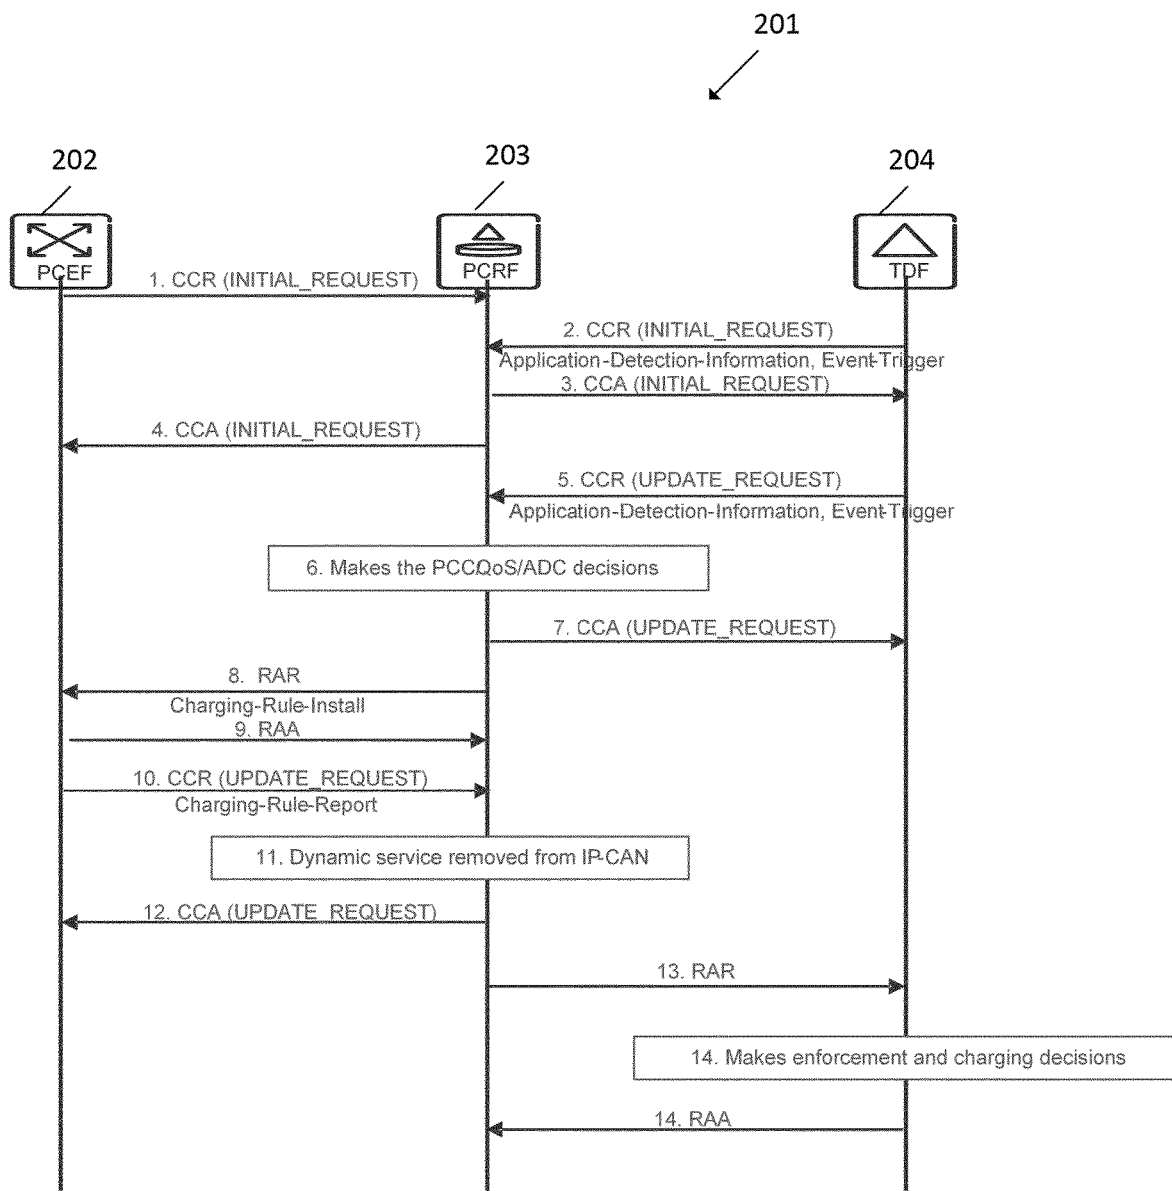 201
202
203
204
PCEF
PCRF
TDF
1. CCR (INITIAL_REQUEST)
2. CCR (INITIAL_REQUEST)
Application-Detection-Information, Event-Trigger
3. CCA (INITIAL_REQUEST)
4. CCA (INITIAL_REQUEST)
5. CCR (UPDATE_REQUEST)
Application-Detection-Information, Event-Trigger
6. Makes the PCCQoS/ADC decisions
7. CCA (UPDATE_REQUEST)
8. RAR
Charging-Rule-Install
9. RAA
10. CCR (UPDATE_REQUEST)
Charging-Rule-Report
11. Dynamic service removed from IP-CAN
12. CCA (UPDATE_REQUEST)
13. RAR
14. Makes enforcement and charging decisions
14. RAA